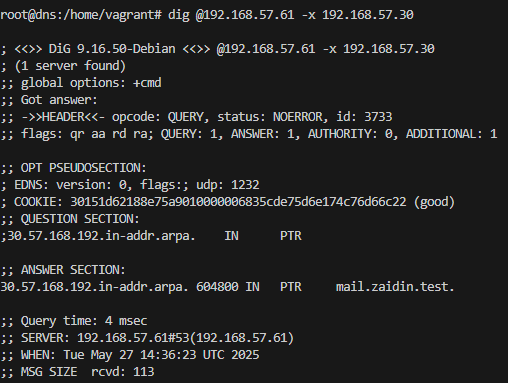 root@dns:/home/vagrant# dig @192.168.57.61 -x 192.168.57.30
; <<>> DiG 9.16.50-Debian <<>> @192.168.57.61 -x 192.168.57.30
; (1 server found)
;; global options: +cmd
;; Got answer:
;; ->>HEADER<<- opcode: QUERY, status: NOERROR, id: 3733
;; flags: qr aa rd ra; QUERY: 1, ANSWER: 1, AUTHORITY: 0, ADDITIONAL: 1
;; OPT PSEUDOSECTION:
; EDNS: version: 0, flags:; udp: 1232
; COOKIE: 30151d62188e75a9010000006835cde75d6e174c76d66c22 (good)
;; QUESTION SECTION:
;30.57.168.192.in-addr.arpa. IN PTR
;; ANSWER SECTION:
30.57.168.192.in-addr.arpa. 604800 IN PTR mail.zaidin.test.
;; Query time: 4 msec
;; SERVER: 192.168.57.61#53(192.168.57.61)
;; WHEN: Tue May 27 14:36:23 UTC 2025
;; MSG SIZE rcvd: 113